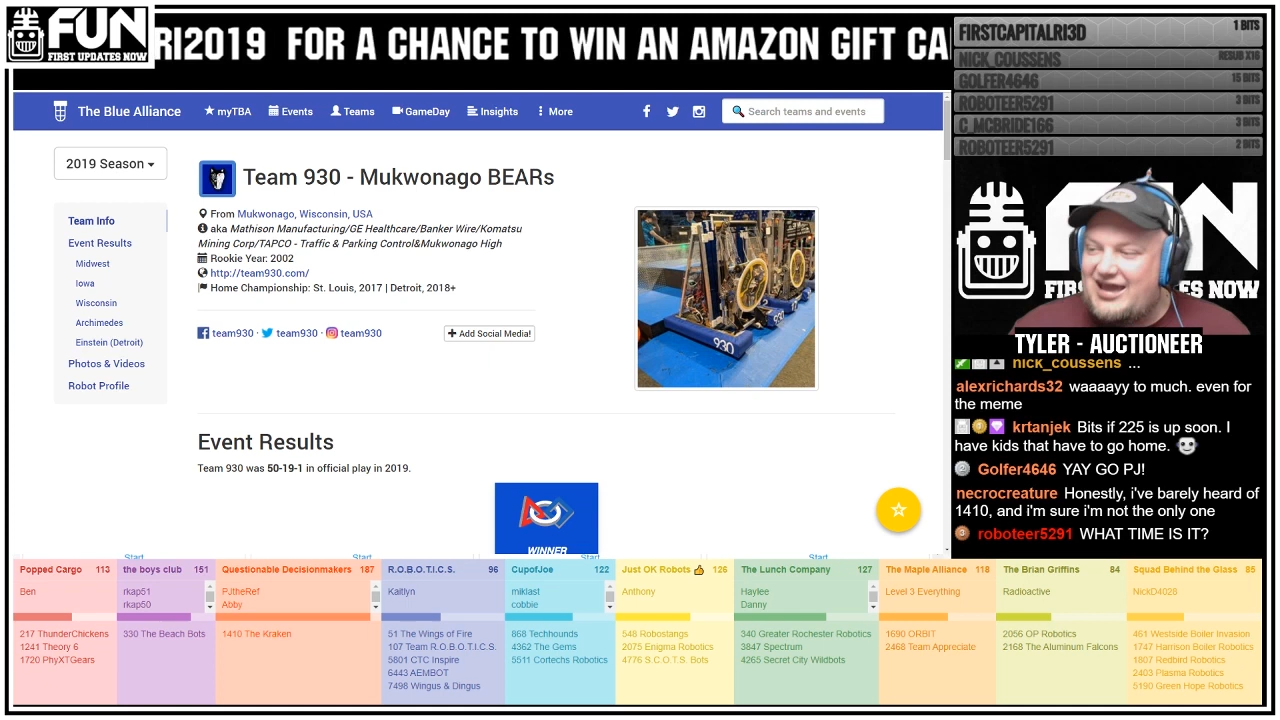 FUN
FIRST UPDATES NOW
RI2019 FOR A CHANCE TO WIN AN AMAZON GIFT CA
FIRSTCAPITALRI3D 1 BITS
NICK_COUSSENS RESUB X16
GOLFER4646 15 BITS
ROBOTEER5291 3 BITS
C_MCBRIDE166 3 BITS
ROBOTEER5291 2 BITS
The Blue Alliance
myTBA
Events
Teams
GameDay
Insights
More
Search teams and events
2019 Season
Team Info
Event Results
Midwest
Iowa
Wisconsin
Archimedes
Einstein (Detroit)
Photos & Videos
Robot Profile
Team 930 - Mukwonago BEARs
From Mukwonago, Wisconsin, USA
aka Mathison Manufacturing/GE Healthcare/Banker Wire/Komatsu
Mining Corp/TAPCO - Traffic & Parking Control&Mukwonago High
Rookie Year: 2002
http://team930.com/
Home Championship: St. Louis, 2017 | Detroit, 2018+
team930 · team930 · team930
Add Social Media!
930
Event Results
Team 930 was 50-19-1 in official play in 2019.
WINNER
TYLER - AUCTIONEER
nick_coussens ...
alexrichards32 waaaayy to much. even for
the meme
krtanjek Bits if 225 is up soon. I
have kids that have to go home.
Golfer4646 YAY GO PJ!
necrocreature Honestly, i've barely heard of
1410, and i'm sure i'm not the only one
roboteer5291 WHAT TIME IS IT?
Start Start Start Start
Popped Cargo 113
Ben
217 ThunderChickens
1241 Theory 6
1720 PhyXTGears
the boys club 151
rkap51
rkap50
330 The Beach Bots
Questionable Decisionmakers 187
PJtheRef
Abby
1410 The Kraken
R.O.B.O.T.I.C.S. 96
Kaitlyn
51 The Wings of Fire
107 Team R.O.B.O.T.I.C.S.
5801 CTC Inspire
6443 AEMBOT
7498 Wingus & Dingus
CupofJoe 122
miklast
cobbie
868 Techhounds
4362 The Gems
5511 Cortechs Robotics
Just OK Robots 👍 126
Anthony
548 Robostangs
2075 Enigma Robotics
4776 S.C.O.T.S. Bots
The Lunch Company 127
Haylee
Danny
340 Greater Rochester Robotics
3847 Spectrum
4265 Secret City Wildbots
The Maple Alliance 118
Level 3 Everything
1690 ORBIT
2468 Team Appreciate
The Brian Griffins 84
Radioactive
2056 OP Robotics
2168 The Aluminum Falcons
Squad Behind the Glass 85
NickD4028
461 Westside Boiler Invasion
1747 Harrison Boiler Robotics
1807 Redbird Robotics
2403 Plasma Robotics
5190 Green Hope Robotics